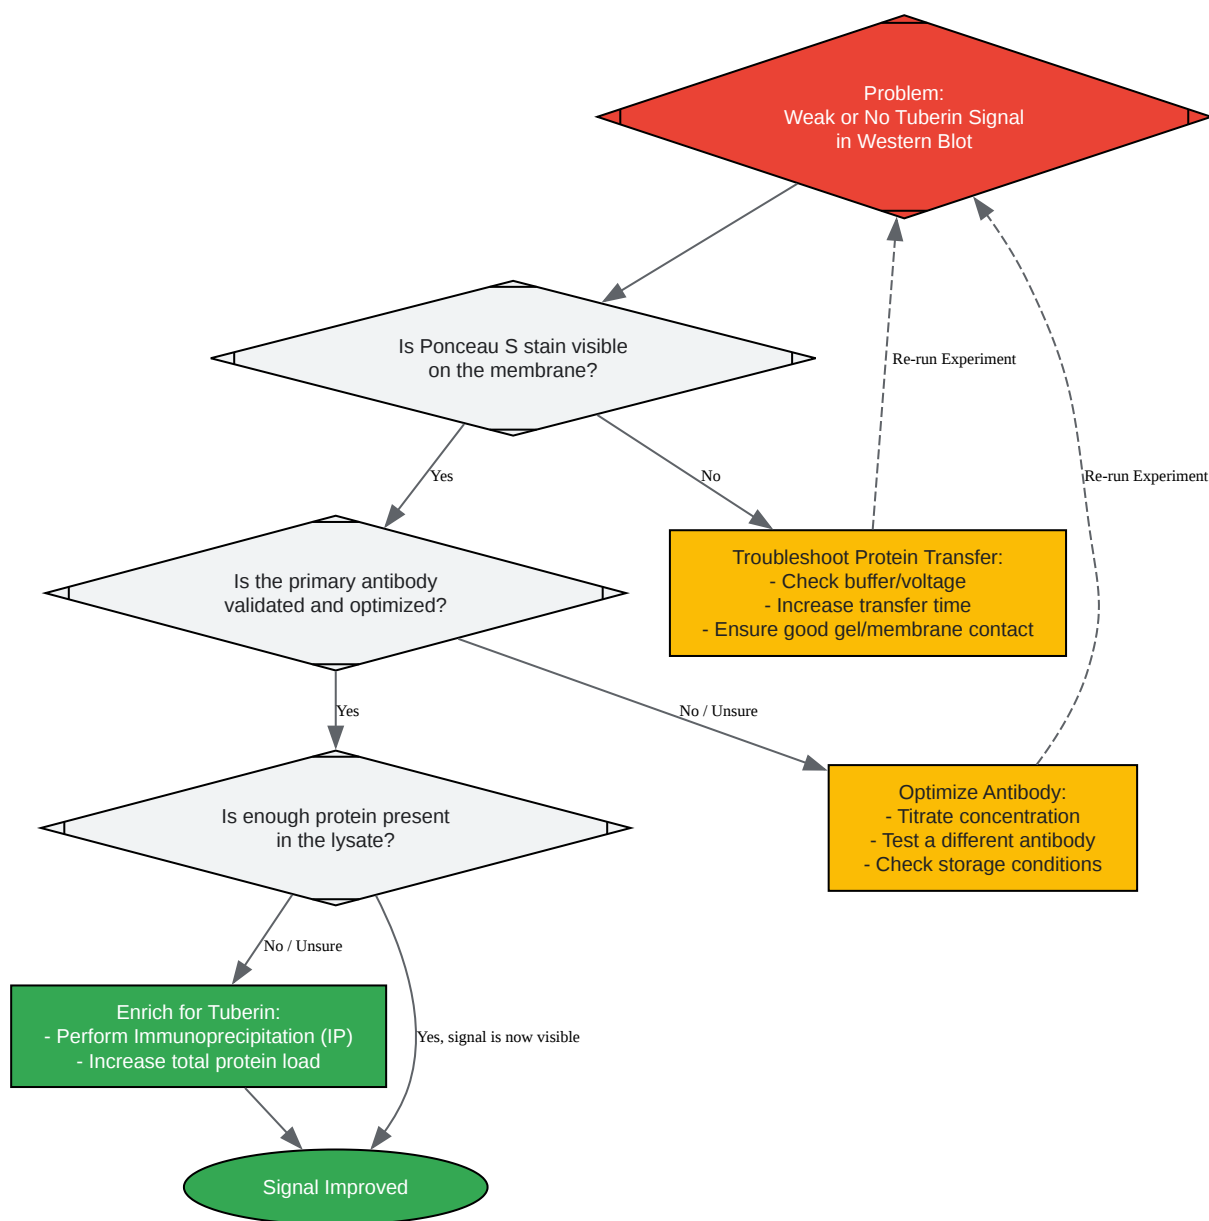 Problem:
Weak or No Tuberin Signal
in Western Blot
Is Ponceau S stain visible
on the membrane?
Re-run Experiment
Yes
No
Re-run Experiment
Is the primary antibody
validated and optimized?
Troubleshoot Protein Transfer:
- Check buffer/voltage
- Increase transfer time
- Ensure good gel/membrane contact
Yes
No / Unsure
Is enough protein present
in the lysate?
Optimize Antibody:
- Titrate concentration
- Test a different antibody
- Check storage conditions
No / Unsure
Enrich for Tuberin:
- Perform Immunoprecipitation (IP)
- Increase total protein load
Yes, signal is now visible
Signal Improved